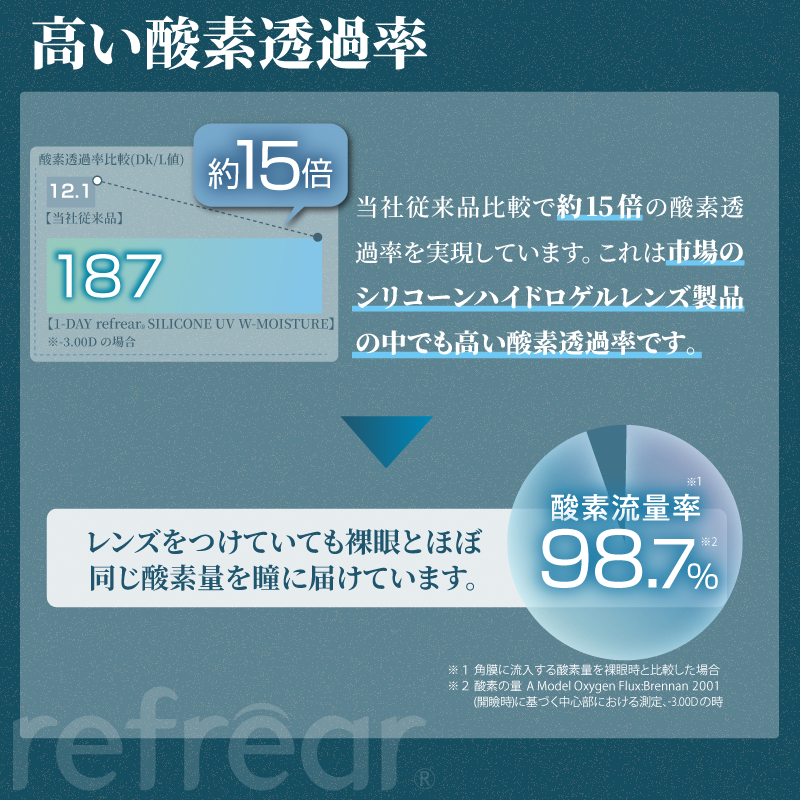 高い酸素透過率
酸素透過率比較(Dk/L値)
約15倍
12.1
【当社従来品】
187
【1-DAY refrear® SILICONE UV W-MOISTURE】
※-3.00Dの場合
当社従来品比較で約15倍の酸素透
過率を実現しています。これは市場の
シリコーンハイドロゲルレンズ製品
の中でも高い酸素透過率です。
レンズをつけていても裸眼とほぼ
同じ酸素量を瞳に届けています。
※1
酸素流量率
98.7% ※2
※1 角膜に流入する酸素量を裸眼時と比較した場合
※2 酸素の量 A Model Oxygen Flux:Brennan 2001
(開瞼時)に基づく中心部における測定、-3.00Dの時
refrear®